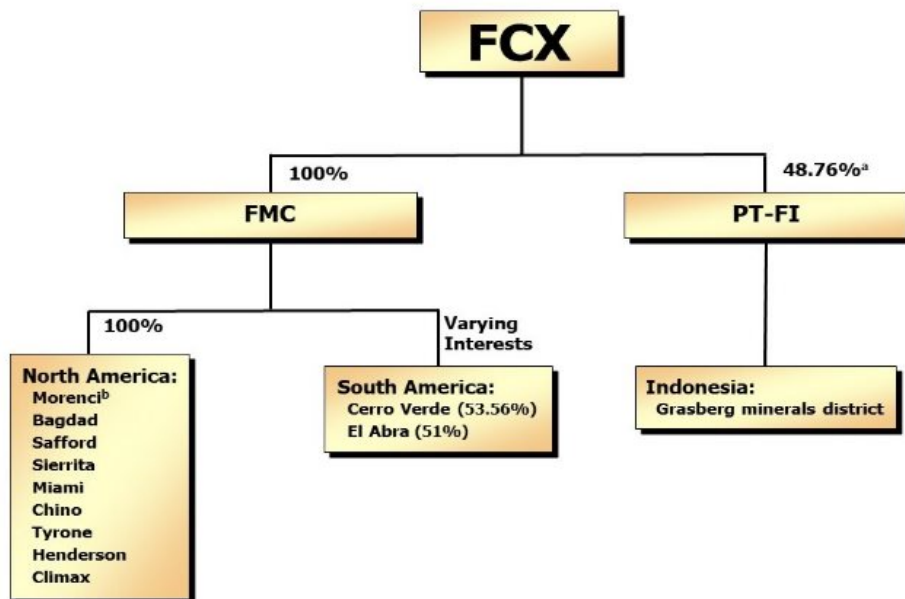 FCX
100%
48.76%ᵃ
FMC
PT-FI
100%
Varying
Interests
North America:
Morenciᵇ
Bagdad
Safford
Sierrita
Miami
Chino
Tyrone
Henderson
Climax
South America:
Cerro Verde (53.56%)
El Abra (51%)
Indonesia:
Grasberg minerals district